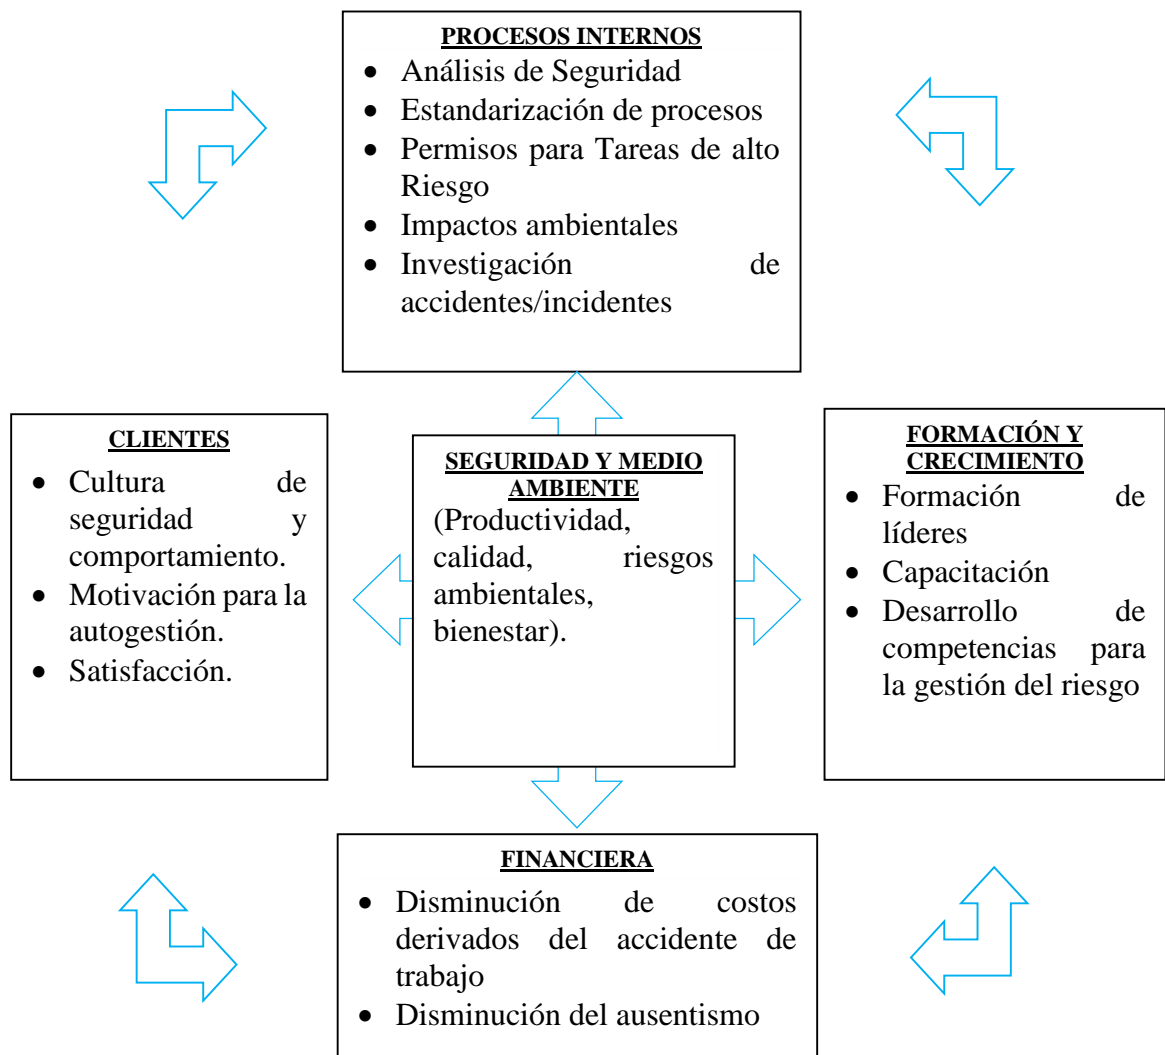 PROCESOS INTERNOS
• Análisis de Seguridad
• Estandarización de procesos
• Permisos para Tareas de alto
Riesgo
• Impactos ambientales
• Investigación de
accidentes/incidentes
CLIENTES
• Cultura de
seguridad y
comportamiento.
• Motivación para la
autogestión.
• Satisfacción.
SEGURIDAD Y MEDIO
AMBIENTE
(Productividad,
calidad, riesgos
ambientales,
bienestar).
FORMACIÓN Y
CRECIMIENTO
• Formación de
líderes
• Capacitación
• Desarrollo de
competencias para
la gestión del riesgo
FINANCIERA
• Disminución de costos
derivados del accidente de
trabajo
• Disminución del ausentismo